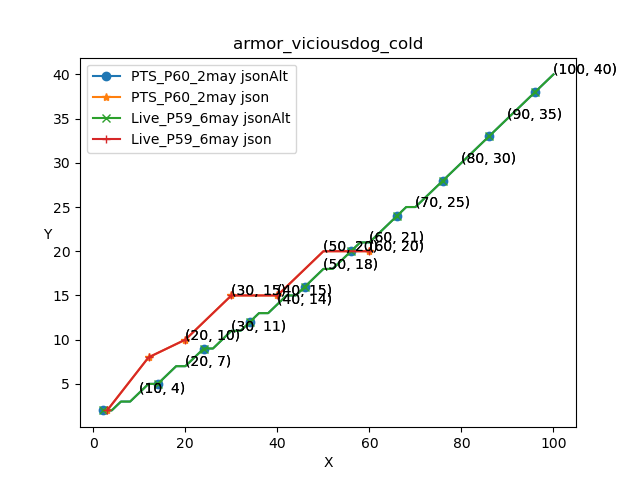 armor_viciousdog_cold
PTS_P60_2may jsonAlt
PTS_P60_2may json
Live_P59_6may jsonAlt
Live_P59_6may json
Y
40
35
30
25
20
15
10
5
(100, 40)
(90, 35)
(80, 30)
(70, 25)
(60, 21)
(50, 20)
(60, 20)
(50, 18)
(30, 15)
(40, 15)
(40, 14)
(30, 11)
(20, 10)
(20, 7)
(10, 4)
0 20 40 60 80 100
X